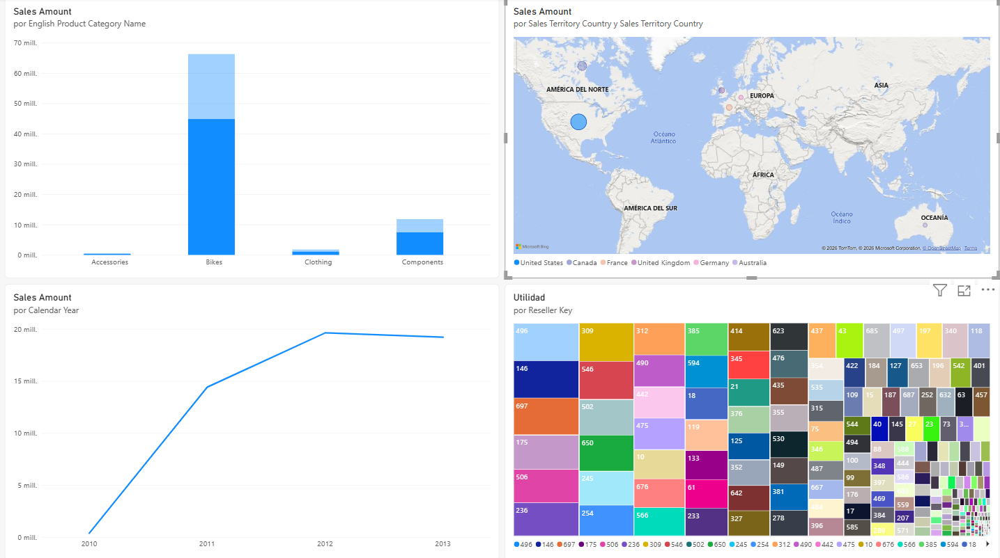 Sales Amount
por English Product Category Name
70 mill.
60 mill.
50 mill.
40 mill.
30 mill.
20 mill.
10 mill.
0 mill.
Accessories
Bikes
Clothing
Components
Sales Amount
por Sales Territory Country y Sales Territory Country
AMÉRICA DEL NORTE
EUROPA
ASIA
Océano
Atlántico
ÁFRICA
AMÉRICA DEL SUR
Océano
Índico
OCEANÍA
Microsoft Bing
© 2026 TomTom, © 2026 Microsoft Corporation, © OpenStreetMap Terms
United States Canada France United Kingdom Germany Australia
Sales Amount
por Calendar Year
20 mill.
15 mill.
10 mill.
5 mill.
0 mill.
2010 2011 2012 2013
Utilidad
por Reseller Key
496 309 312 385 414 623 437 43 685 497 197 340 118
146 546 490 594 345 476 354 422 184 127 653 196 542 401
697 502 442 18 21 435 535 109 15 187 687 252 632 63 457
175 650 475 119 376 355 315 544 40 145 27 23 73 3...
506 245 10 133 125 530 75 494 88 588
236 254 676 61 352 149 346 100 348 444
566 233 642 381 487 99 397 586
327 278 667 176 469 559
396 17 384 207
585 571
496 146 697 175 506 236 309 546 502 650 245 254 312 490 442 475 10 676 566 385 594 18